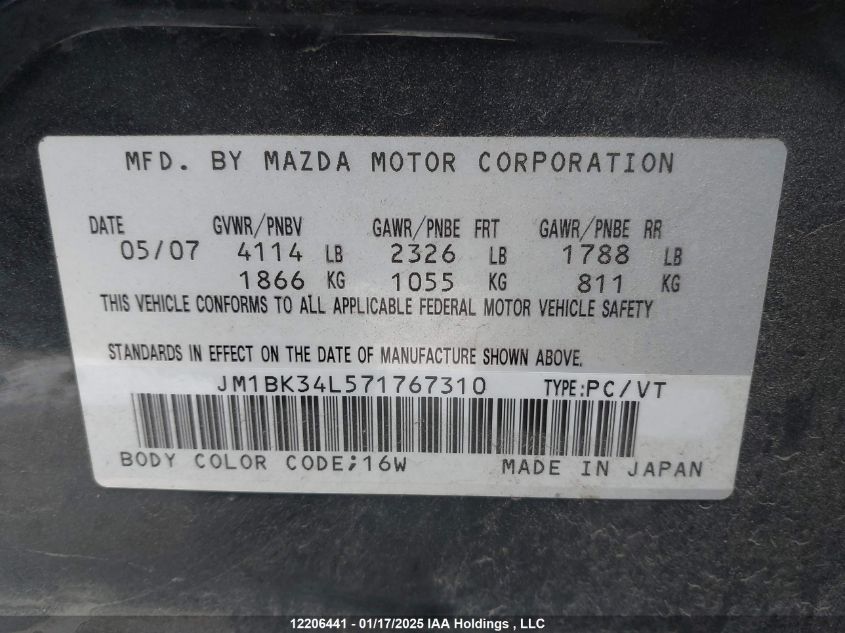 MFD. BY MAZDA MOTOR CORPORATION
DATE GVWR/PNBV GAWR/PNBE FRT GAWR/PNBE RR
05/07 4114 LB 2326 LB 1788 LB
1866 KG 1055 KG 811 KG
THIS VEHICLE CONFORMS TO ALL APPLICABLE FEDERAL MOTOR VEHICLE SAFETY
STANDARDS IN EFFECT ON THE DATE OF MANUFACTURE SHOWN ABOVE.
JM1BK34L571767310 TYPE:PC/VT
BODY COLOR CODE;16W MADE IN JAPAN
12206441 - 01/17/2025 IAA Holdings , LLC